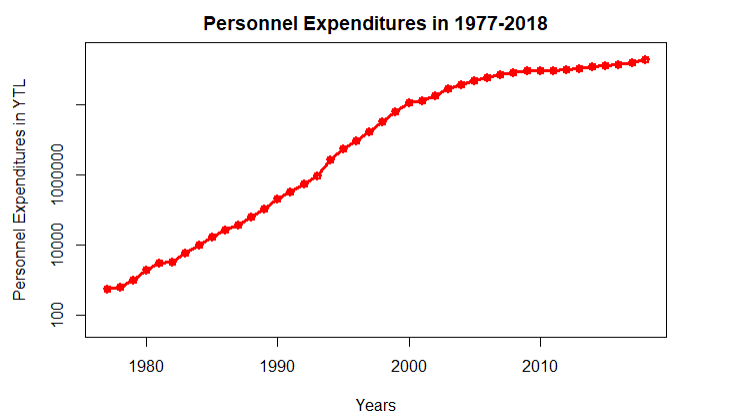 Personnel Expenditures in 1977-2018
Personnel Expenditures in YTL
1000000
10000
100
1980
1990
2000
2010
Years